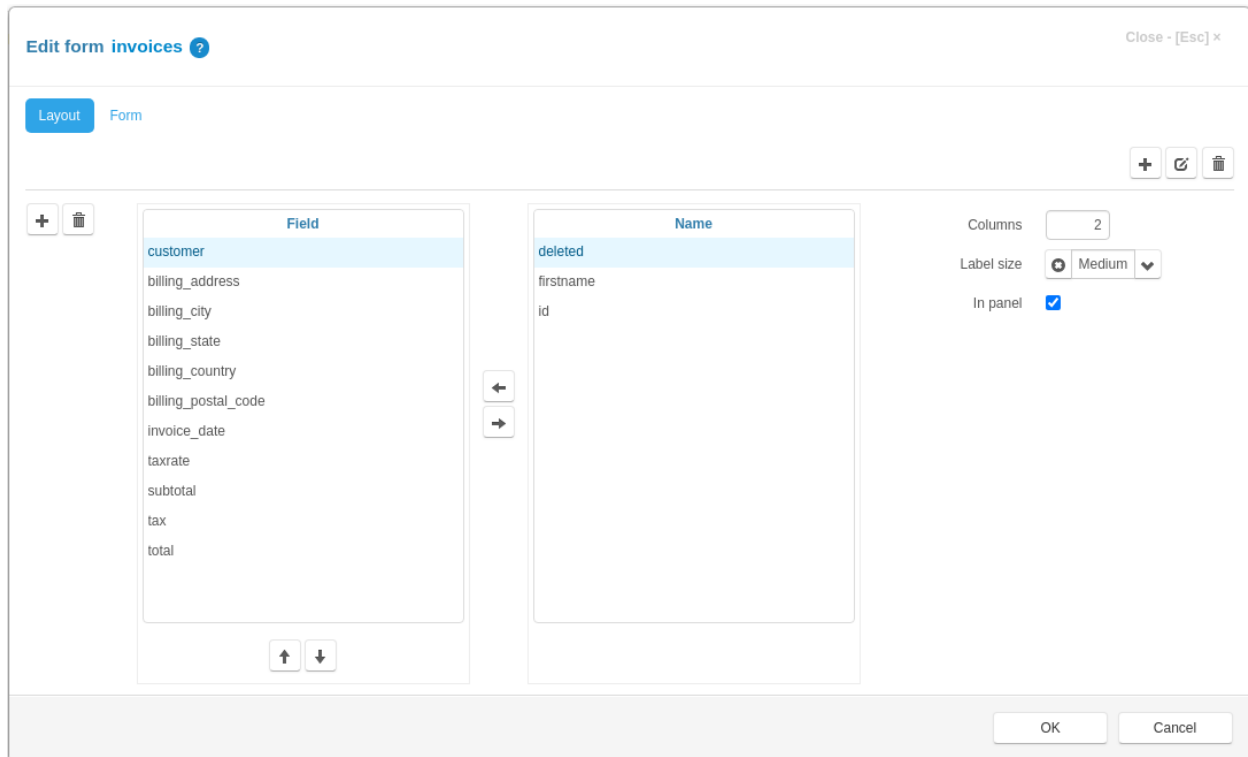 Edit form invoices ?
Close - [Esc] ×
Layout Form
Field
customer
billing_address
billing_city
billing_state
billing_country
billing_postal_code
invoice_date
taxrate
subtotal
tax
total
Name
deleted
firstname
id
Columns 2
Label size Medium
In panel
OK Cancel